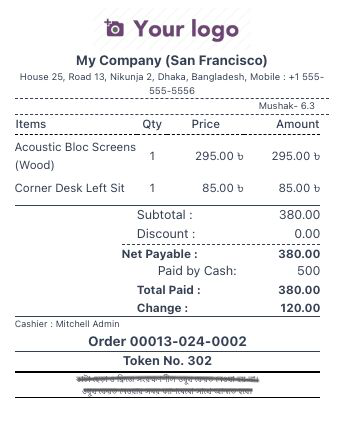 Your logo
My Company (San Francisco)
House 25, Road 13, Nikunja 2, Dhaka, Bangladesh, Mobile : +1 555-
555-5556
Mushak- 6.3
Items Qty Price Amount
Acoustic Bloc Screens
(Wood) 1 295.00 ৳ 295.00 ৳
Corner Desk Left Sit 1 85.00 ৳ 85.00 ৳
Subtotal : 380.00
Discount : 0.00
Net Payable : 380.00
Paid by Cash: 500
Total Paid : 380.00
Change : 120.00
Cashier : Mitchell Admin
Order 00013-024-0002
Token No. 302